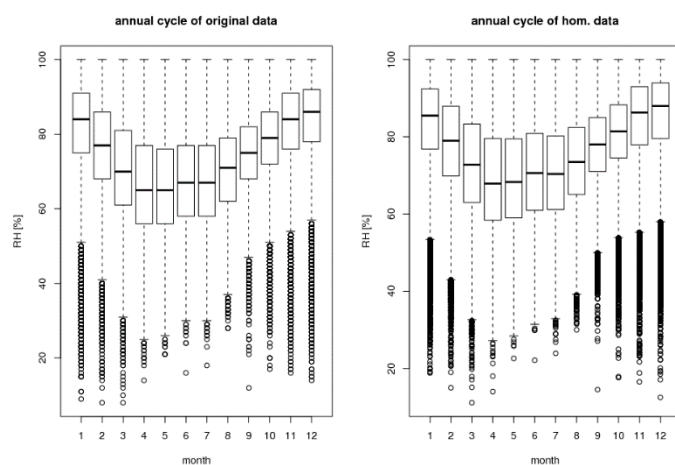 annual cycle of original data
RH [%]
100
80
60
40
20
1 2 3 4 5 6 7 8 9 10 11 12
month
annual cycle of hom. data
RH [%]
100
80
60
40
20
1 2 3 4 5 6 7 8 9 10 11 12
month